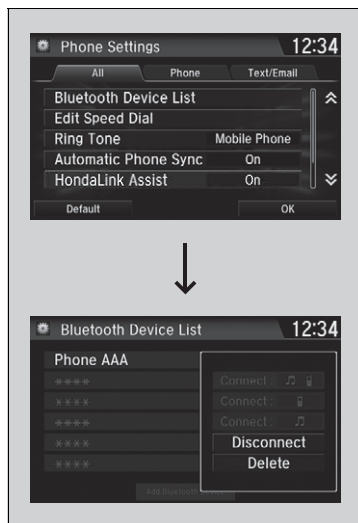 Phone Settings 12:34
All Phone Text/Email
Bluetooth Device List
Edit Speed Dial
Ring Tone Mobile Phone
Automatic Phone Sync On
HondaLink Assist On
Default OK
Bluetooth Device List 12:34
Phone AAA
**** Connect :
**** Connect :
**** Connect :
**** Disconnect
**** Delete
Add Bluetooth Device